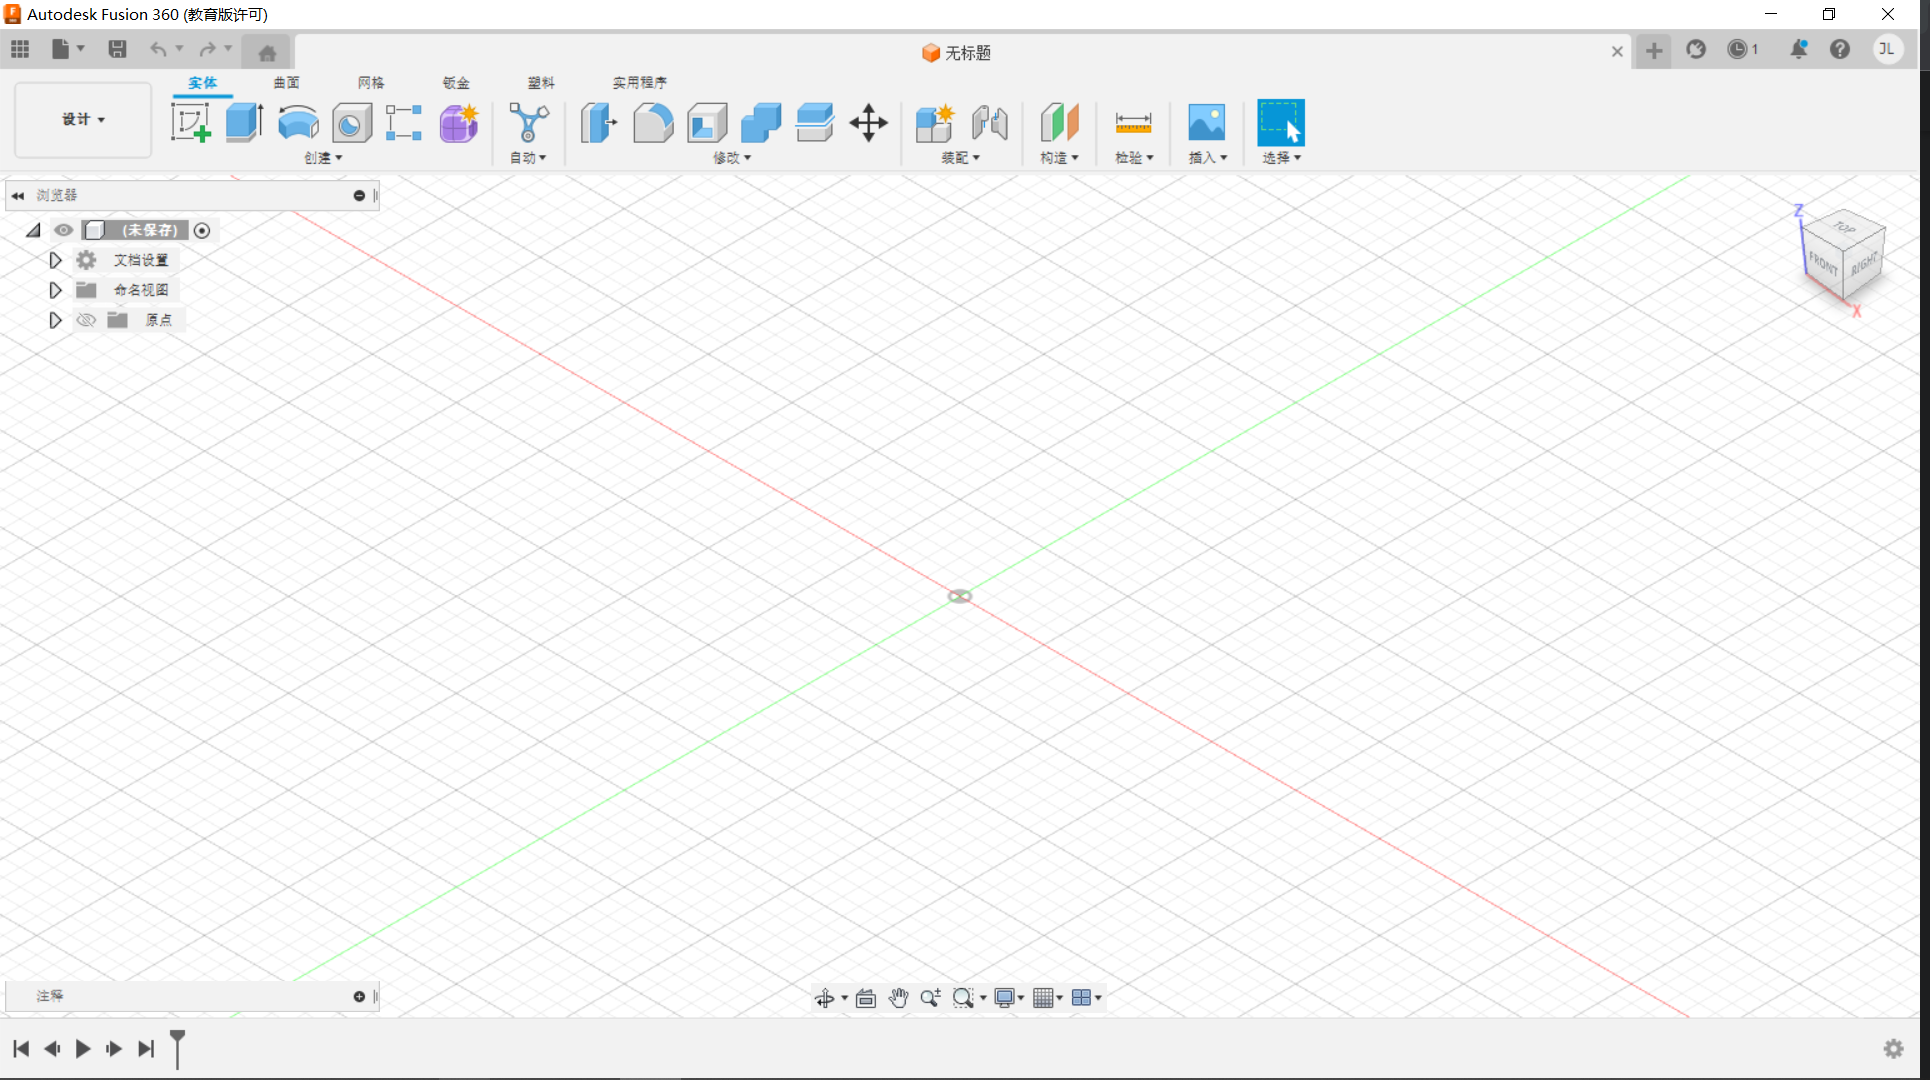 Autodesk Fusion 360 (教育版许可)
无标题
1
JL
实体 曲面 网格 钣金 塑料 实用程序
设计
创建 自动 修改 装配 构造 检验 插入 选择
浏览器
(未保存)
文档设置
命名视图
原点
Z
TOP
FRONT RIGHT
X
注释